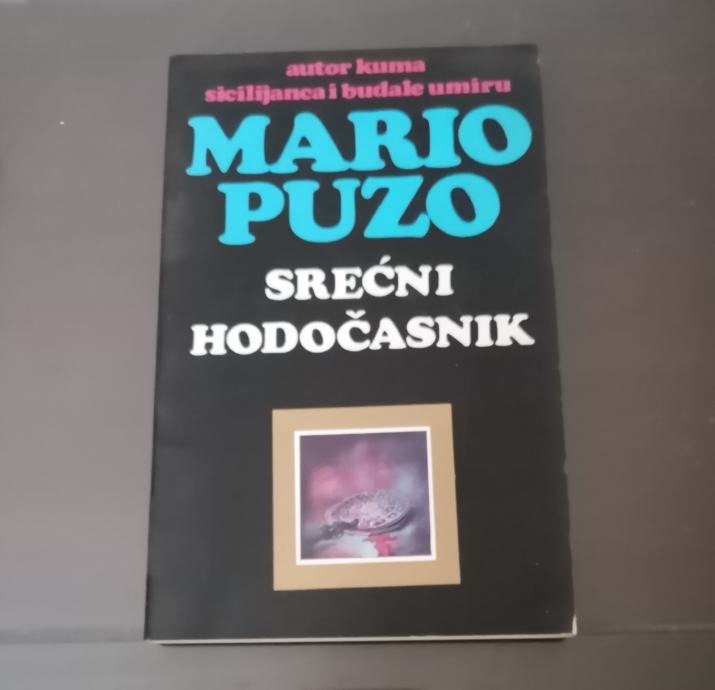 autor kuma
sicilijanca i budale umiru
MARIO
PUZO
SREĆNI
HODOČASNIK